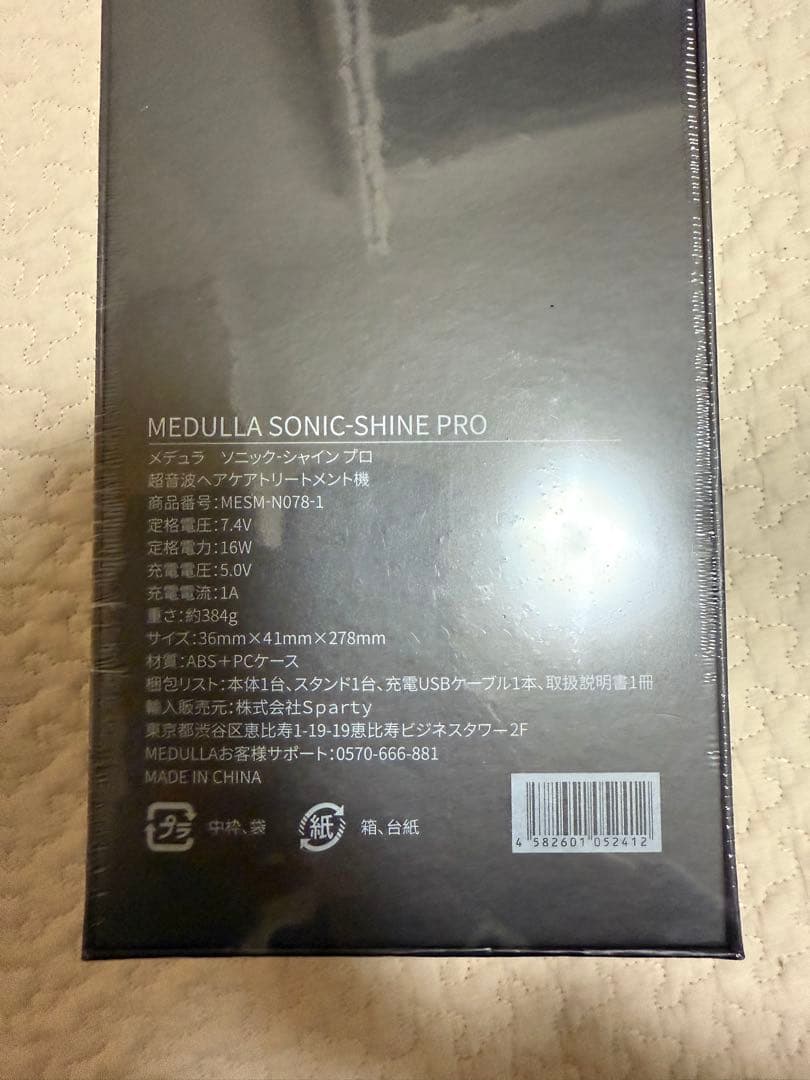 MEDULLA SONIC-SHINE PRO
メデュラ ソニック-シャイン プロ
超音波ヘアケアトリートメント機
商品番号:MESM-N078-1
定格電圧:7.4V
定格電力:16W
充電電圧:5.0V
充電電流:1A
重さ:約384g
サイズ:36mm×41mm×278mm
材質:ABS+PCケース
梱包リスト:本体1台、スタンド1台、充電USBケーブル1本、取扱説明書1冊
輸入販売元:株式会社Sparty
東京都渋谷区恵比寿1-19-19恵比寿ビジネスタワー2F
MEDULLAお客様サポート:0570-666-881
MADE IN CHINA
プラ 中枠、袋 紙 箱、台紙
4 582601 052412